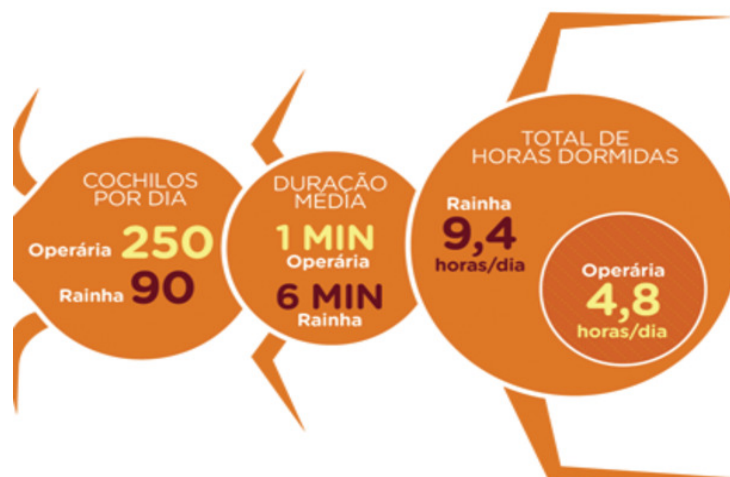 COCHILOS
POR DIA
Operária 250
Rainha 90
DURAÇÃO
MÉDIA
1 MIN
Operária
6 MIN
Rainha
TOTAL DE
HORAS DORMIDAS
Rainha
9,4
horas/dia
Operária
4,8
horas/dia